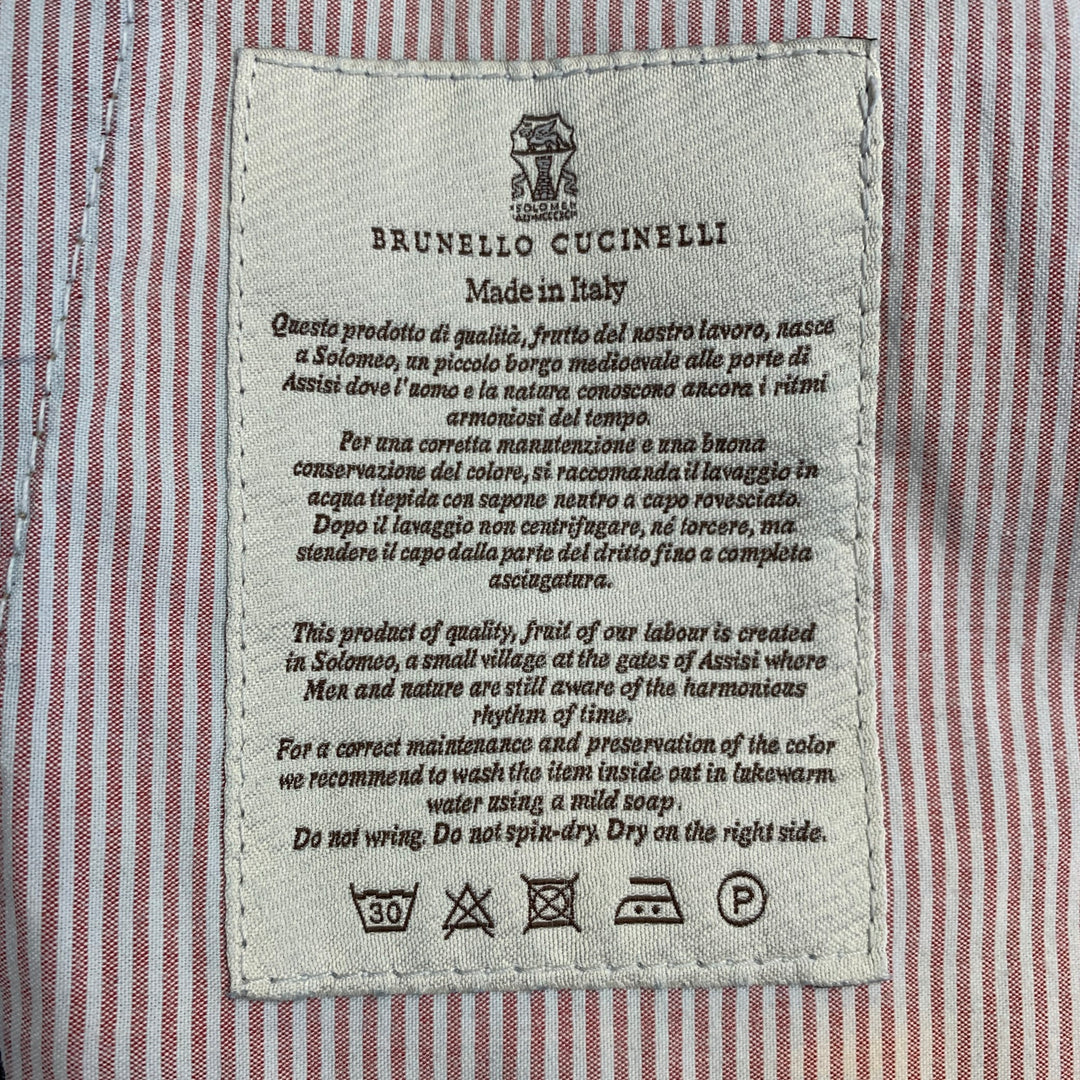 SOLOMEO
BRUNELLO CUCINELLI
Made in Italy
Questo prodotto di qualità, frutto del nostro lavoro, nasce
a Solomeo, un piccolo borgo medioevale alle porte di
Assisi dove l'uomo e la natura conoscono ancora i ritmi
armoniosi del tempo.
Per una corretta manutenzione e una buona
conservazione del colore, si raccomanda il lavaggio in
acqua tiepida con sapone neutro a capo rovesciato.
Dopo il lavaggio non centrifugare, né torcere, ma
stendere il capo dalla parte del dritto fino a completa
asciugatura.
This product of quality, fruit of our labour is created
in Solomeo, a small village at the gates of Assisi where
Men and nature are still aware of the harmonious
rhythm of time.
For a correct maintenance and preservation of the color
we recommend to wash the item inside out in lukewarm
water using a mild soap.
Do not wring. Do not spin-dry. Dry on the right side.
30 P